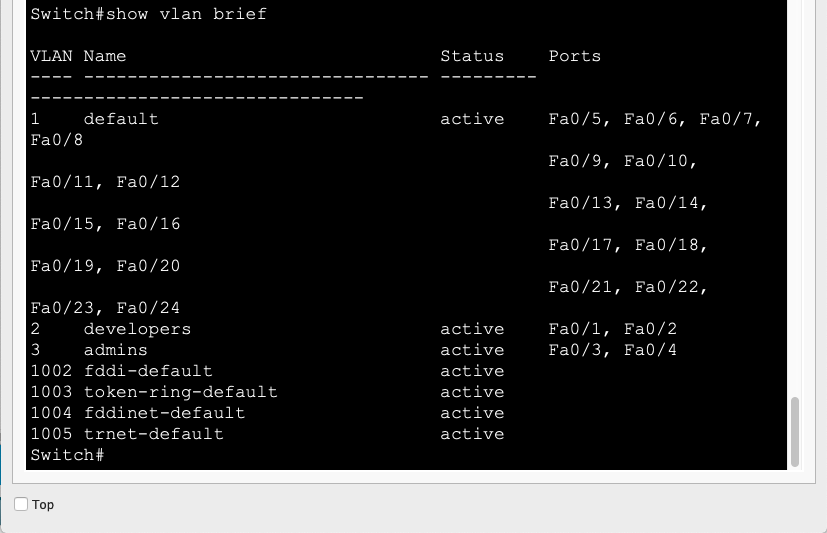 Switch#show vlan brief
VLAN Name                             Status    Ports
---- -------------------------------- ---------
-------------------------------
1    default                          active    Fa0/5, Fa0/6, Fa0/7,
Fa0/8
                                                Fa0/9, Fa0/10,
Fa0/11, Fa0/12
                                                Fa0/13, Fa0/14,
Fa0/15, Fa0/16
                                                Fa0/17, Fa0/18,
Fa0/19, Fa0/20
                                                Fa0/21, Fa0/22,
Fa0/23, Fa0/24
2    developers                       active    Fa0/1, Fa0/2
3    admins                           active    Fa0/3, Fa0/4
1002 fddi-default                     active
1003 token-ring-default               active
1004 fddinet-default                  active
1005 trnet-default                    active
Switch#
Top